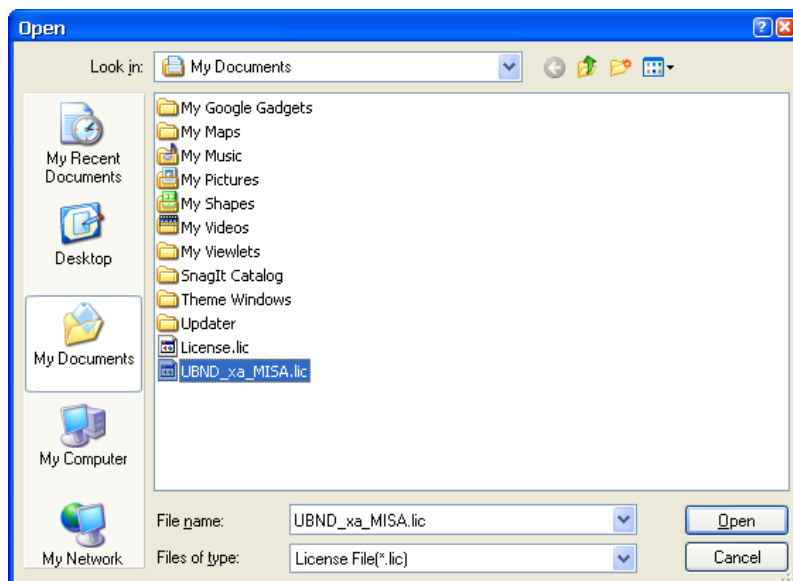 Open
Look in: My Documents
My Recent
Documents
Desktop
My Documents
My Computer
My Network
My Google Gadgets
My Maps
My Music
My Pictures
My Shapes
My Videos
My Viewlets
SnagIt Catalog
Theme Windows
Updater
License.lic
UBND_xa_MISA.lic
File name: UBND_xa_MISA.lic Open
Files of type: License File(*.lic) Cancel